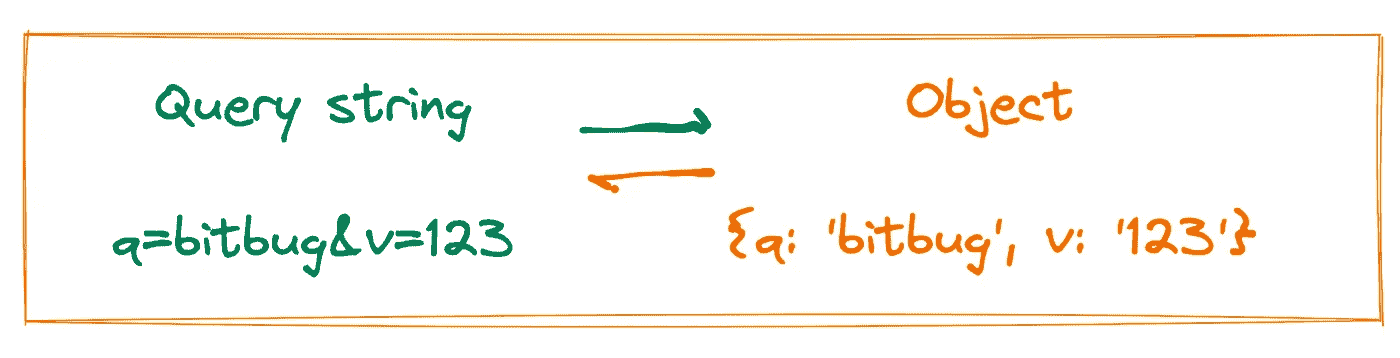 Query string
Object
a=bitbug&v=123
{a: 'bitbug', v: '123'}